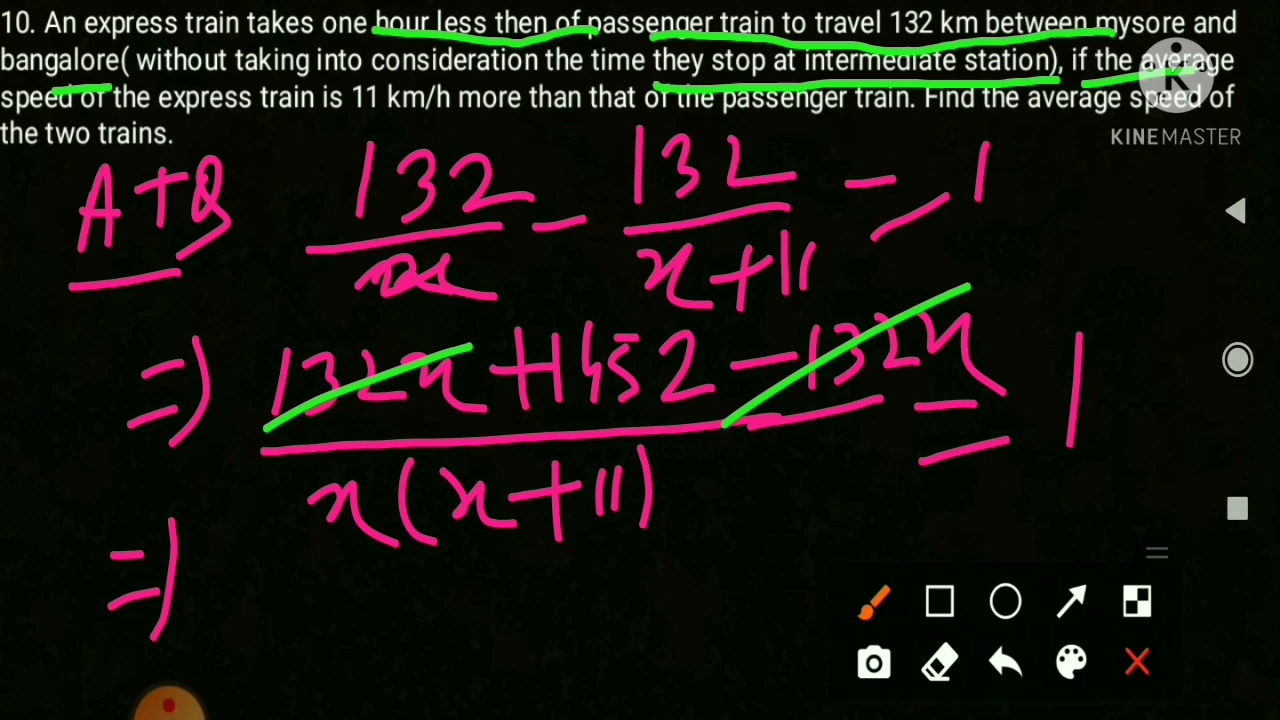 10. An express train takes one hour less then of passenger train to travel 132 km between mysore and
bangalore( without taking into consideration the time they stop at intermediate station), if the average
speed of the express train is 11 km/h more than that of the passenger train. Find the average speed of
the two trains.
KINEMASTER
ATQ 132/x - 132/x+11 = 1
=) 132x+1452-132x/x(x+11) = 1
=)